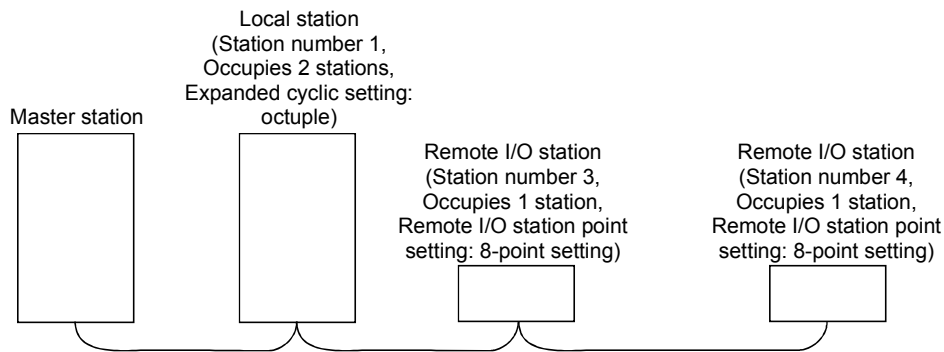 Master station
Local station
(Station number 1,
Occupies 2 stations,
Expanded cyclic setting:
octuple)
Remote I/O station
(Station number 3,
Occupies 1 station,
Remote I/O station point
setting: 8-point setting)
Remote I/O station
(Station number 4,
Occupies 1 station,
Remote I/O station point
setting: 8-point setting)